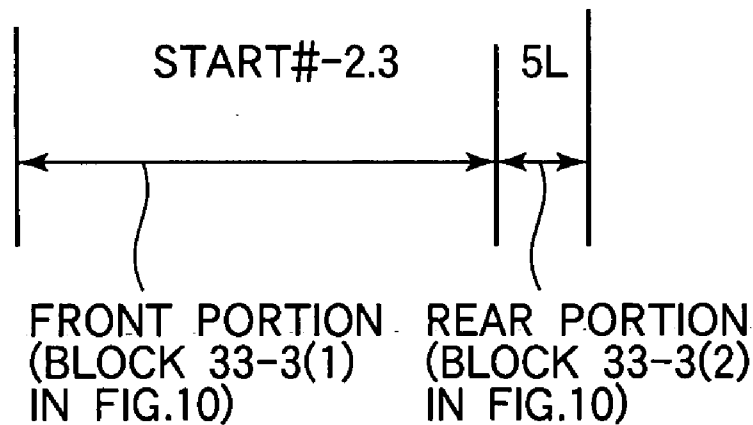 START#-2.3
5L
FRONT PORTION
(BLOCK 33-3(1)
IN FIG.10)
REAR PORTION
(BLOCK 33-3(2)
IN FIG.10)